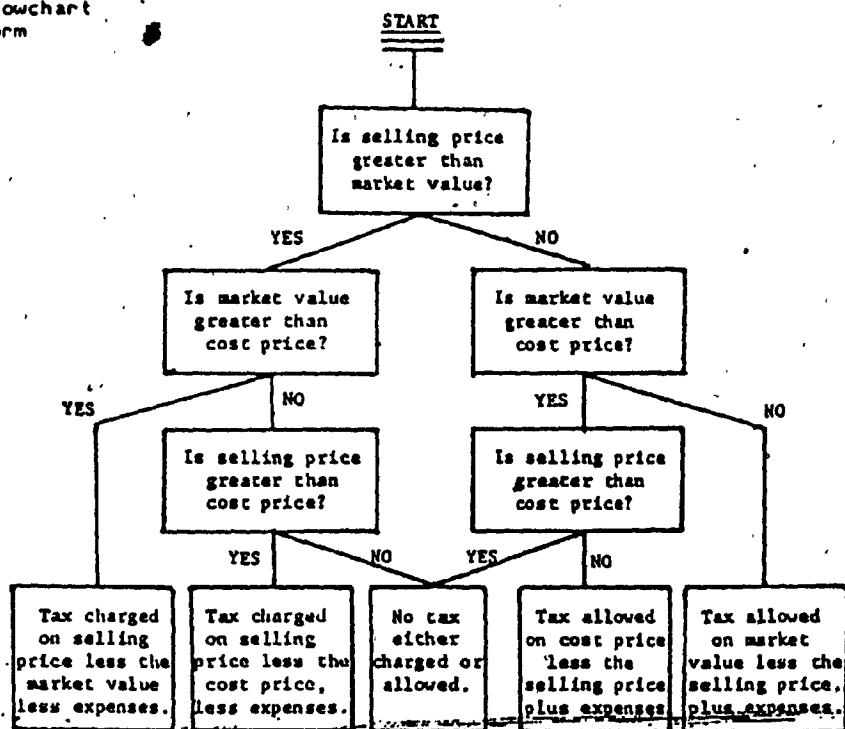 owchart
orm
START
Is selling price
greater than
market value?
YES
NO
Is market value
greater than
cost price?
Is market value
greater than
cost price?
YES
NO
YES
NO
Is selling price
greater than
cost price?
Is selling price
greater than
cost price?
YES
NO
YES
NO
Tax charged
on selling
price less the
market value
less expenses.
Tax charged
on selling
price less the
cost price,
less expenses.
No tax
either
charged or
allowed.
Tax allowed
on cost price
less the
selling price
plus expenses
Tax allowed
on market
value less the
selling price,
plus expenses.